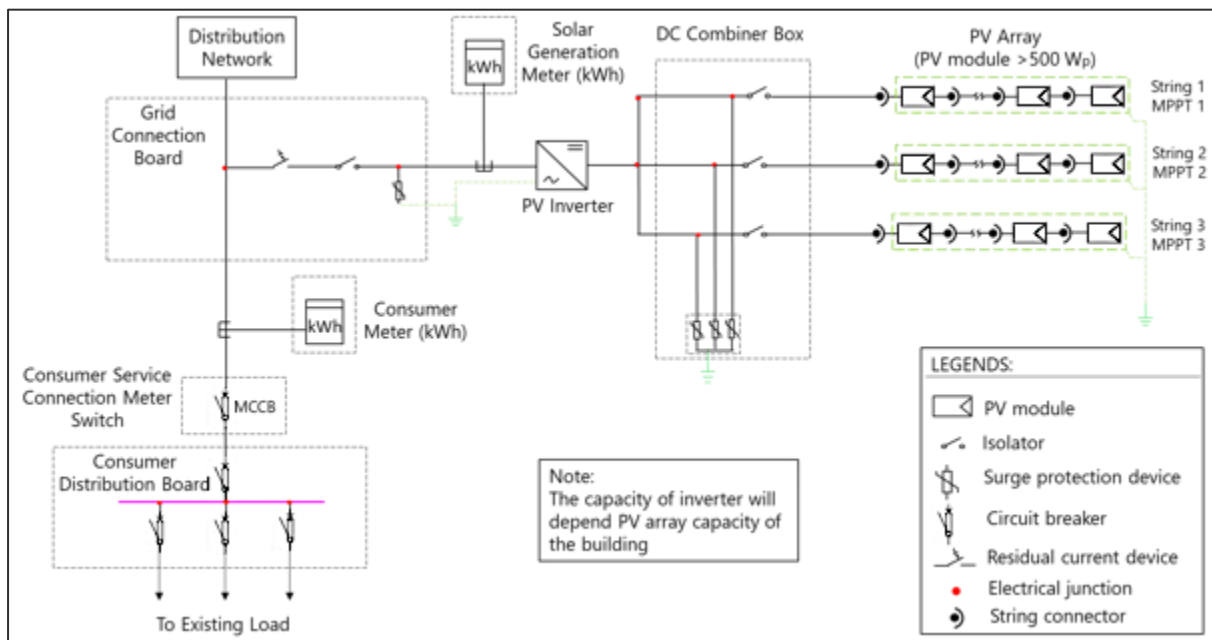 Distribution
Network
kWh
Solar
Generation
Meter (kWh)
DC Combiner Box
PV Array
(PV module >500 Wp)
String 1
MPPT 1
Grid
Connection
Board
String 2
MPPT 2
PV Inverter
String 3
MPPT 3
kWh
Consumer
Meter (kWh)
Consumer Service
Connection Meter
Switch
MCCB
Consumer
Distribution Board
To Existing Load
Note:
The capacity of inverter will
depend PV array capacity of
the building
LEGENDS:
PV module
Isolator
Surge protection device
Circuit breaker
Residual current device
Electrical junction
String connector